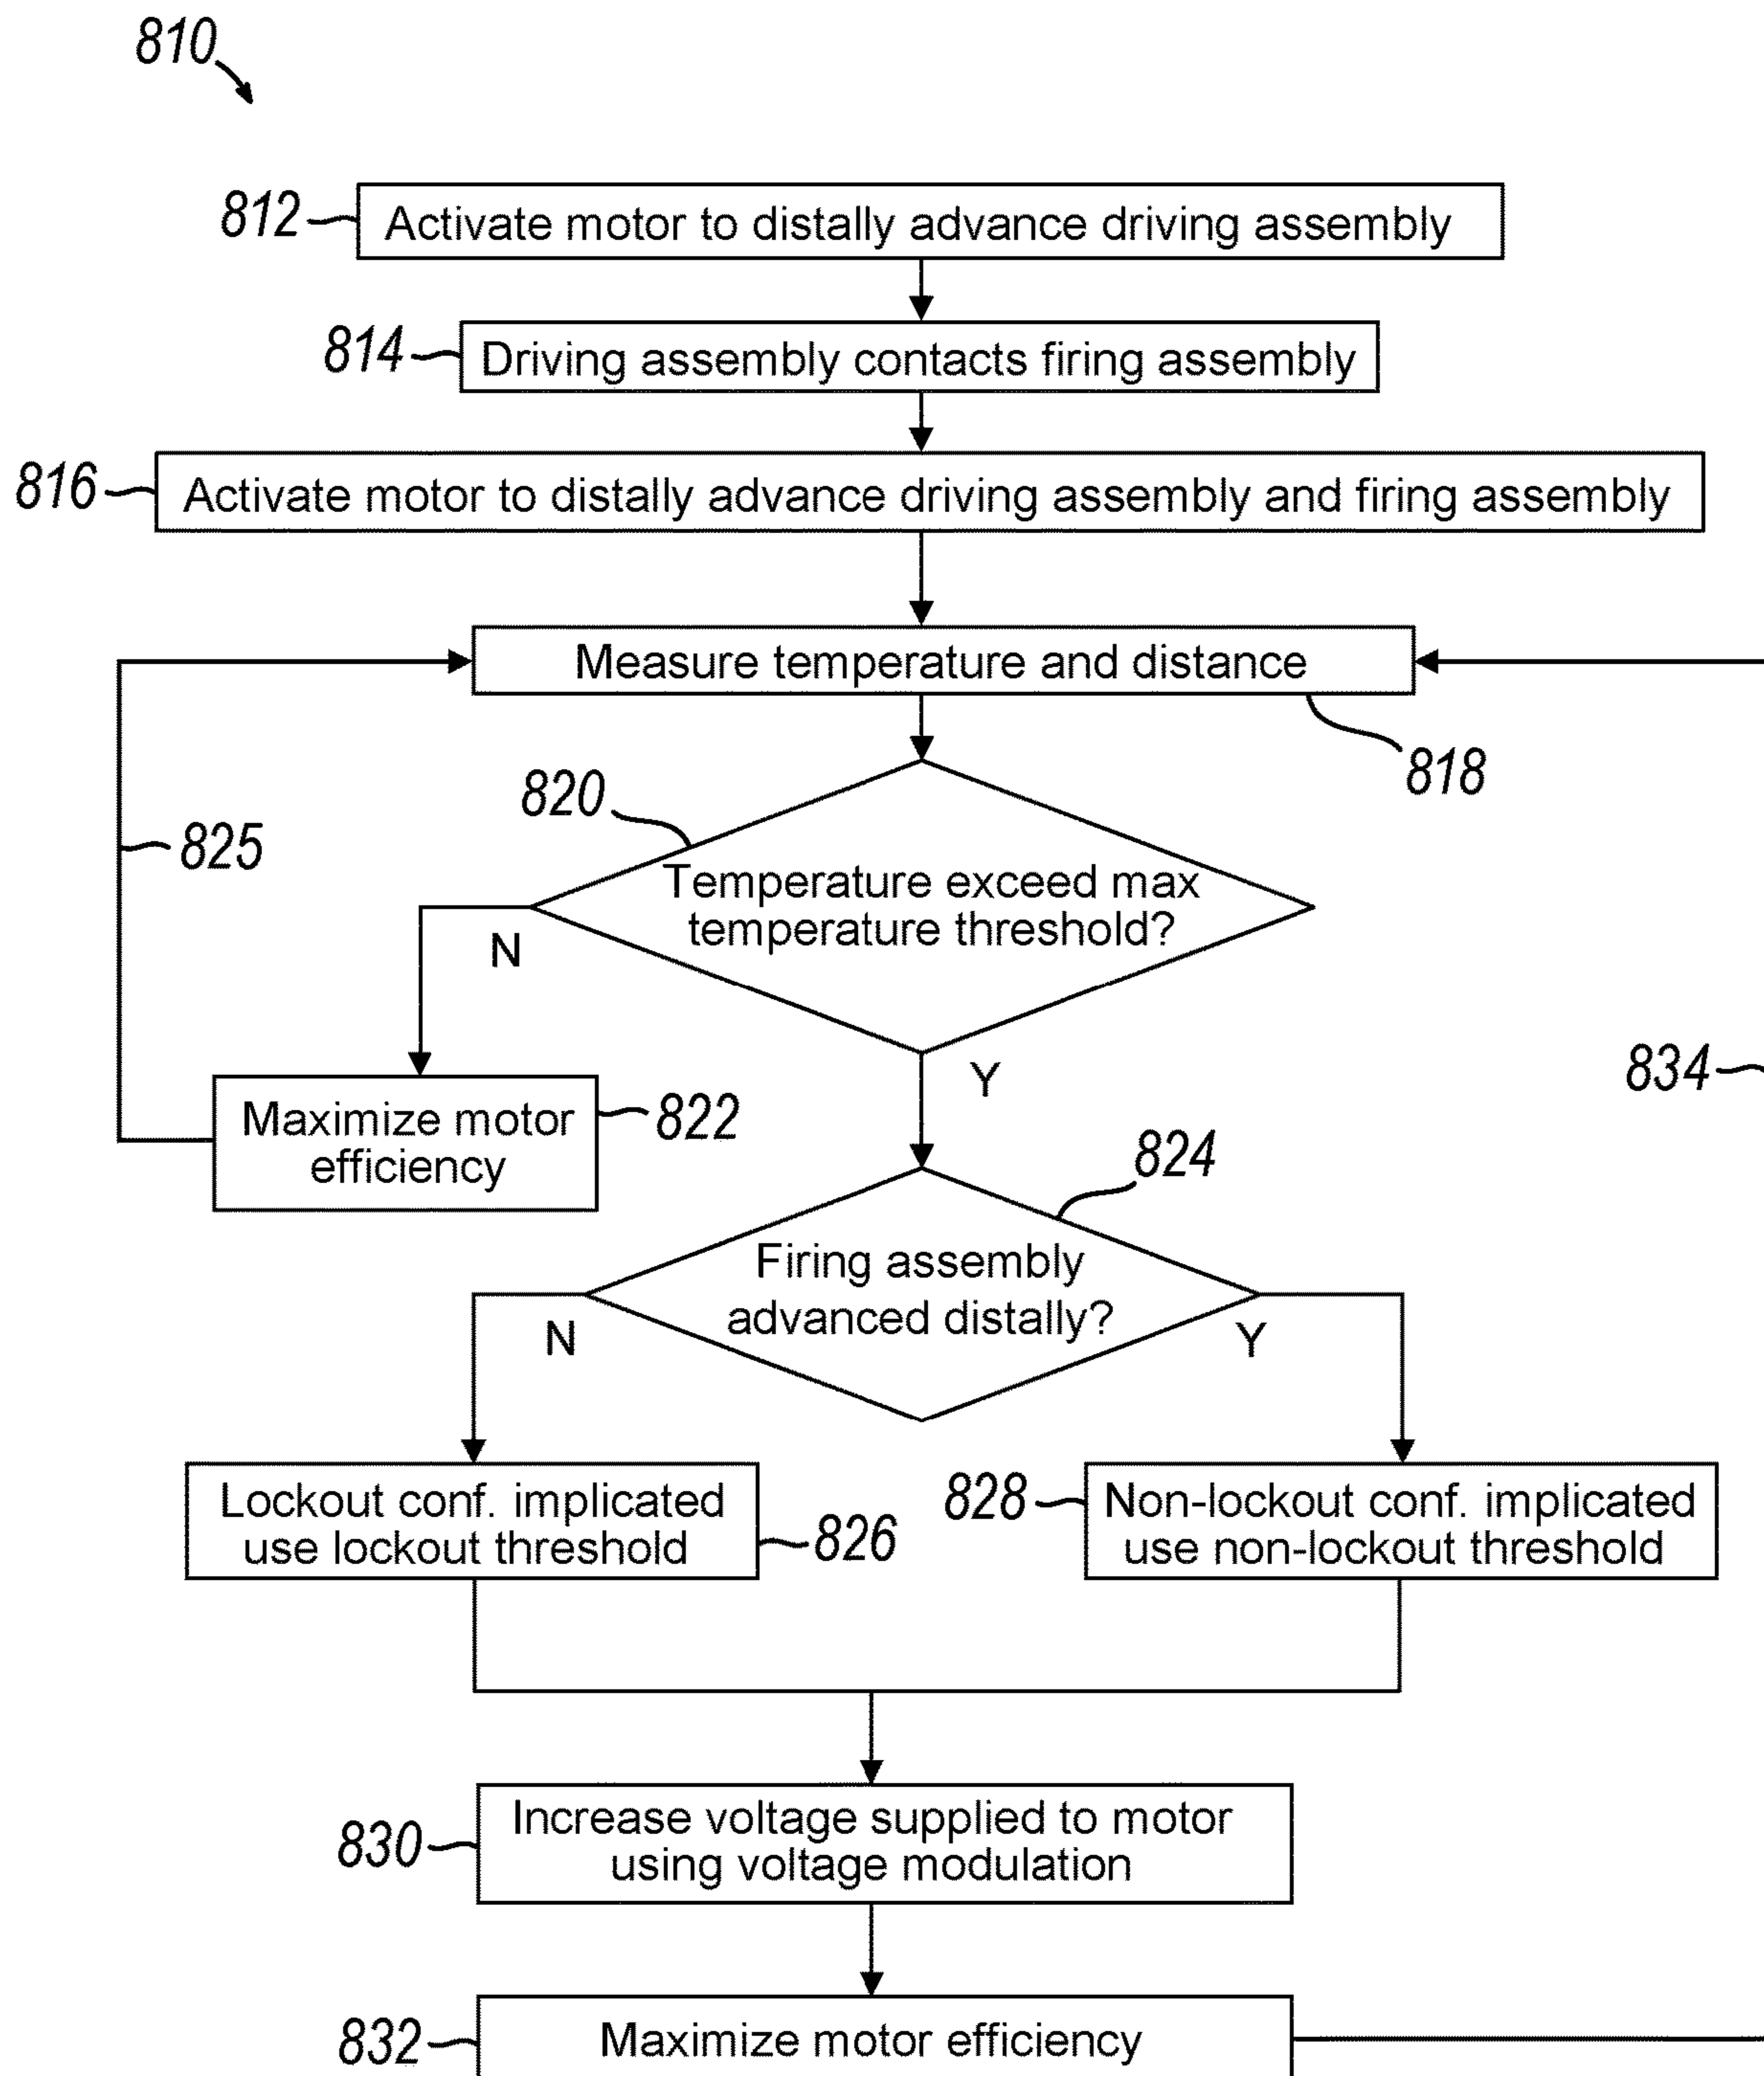 810
812
Activate motor to distally advance driving assembly
814
Driving assembly contacts firing assembly
816
Activate motor to distally advance driving assembly and firing assembly
Measure temperature and distance
818
820
825
Temperature exceed max
temperature threshold?
N
Y
834
Maximize motor
efficiency
822
824
Firing assembly
advanced distally?
N
Y
Lockout conf. implicated
use lockout threshold
826
828
Non-lockout conf. implicated
use non-lockout threshold
830
Increase voltage supplied to motor
using voltage modulation
832
Maximize motor efficiency